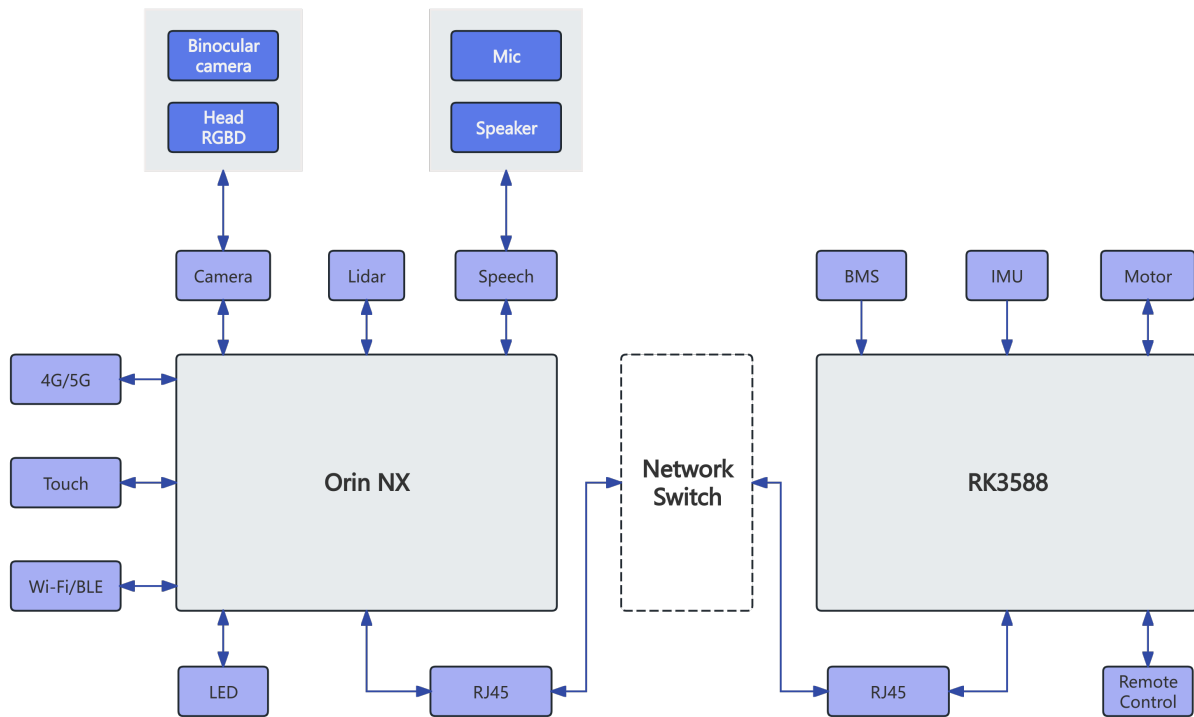 Binocular
camera
Head
RGBD
Mic
Speaker
Camera
Lidar
Speech
BMS
IMU
Motor
4G/5G
Touch
Wi-Fi/BLE
Orin NX
Network
Switch
RK3588
LED
RJ45
RJ45
Remote
Control